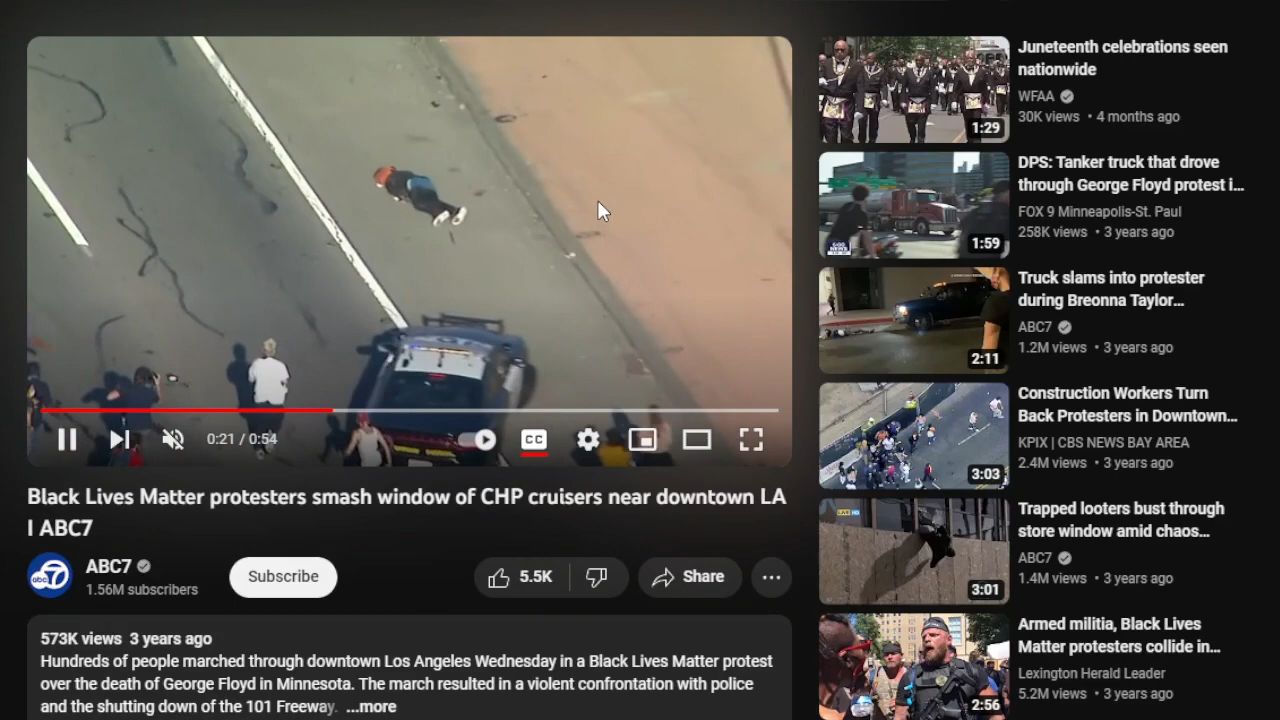 0:21 / 0:54
CC
Black Lives Matter protesters smash window of CHP cruisers near downtown LA
I ABC7
abc7
ABC7
1.56M subscribers
Subscribe
5.5K
Share
573K views 3 years ago
Hundreds of people marched through downtown Los Angeles Wednesday in a Black Lives Matter protest
over the death of George Floyd in Minnesota. The march resulted in a violent confrontation with police
and the shutting down of the 101 Freeway. ...more
Juneteenth celebrations seen
nationwide
WFAA
30K views • 4 months ago
1:29
DPS: Tanker truck that drove
through George Floyd protest i...
FOX 9 Minneapolis-St. Paul
258K views • 3 years ago
1:59
Truck slams into protester
during Breonna Taylor...
ABC7
1.2M views • 3 years ago
2:11
Construction Workers Turn
Back Protesters in Downtown...
KPIX | CBS NEWS BAY AREA
2.4M views • 3 years ago
3:03
Trapped looters bust through
store window amid chaos...
ABC7
1.4M views • 3 years ago
LIVE HD
3:01
Armed militia, Black Lives
Matter protesters collide in...
Lexington Herald Leader
5.2M views • 3 years ago
2:56